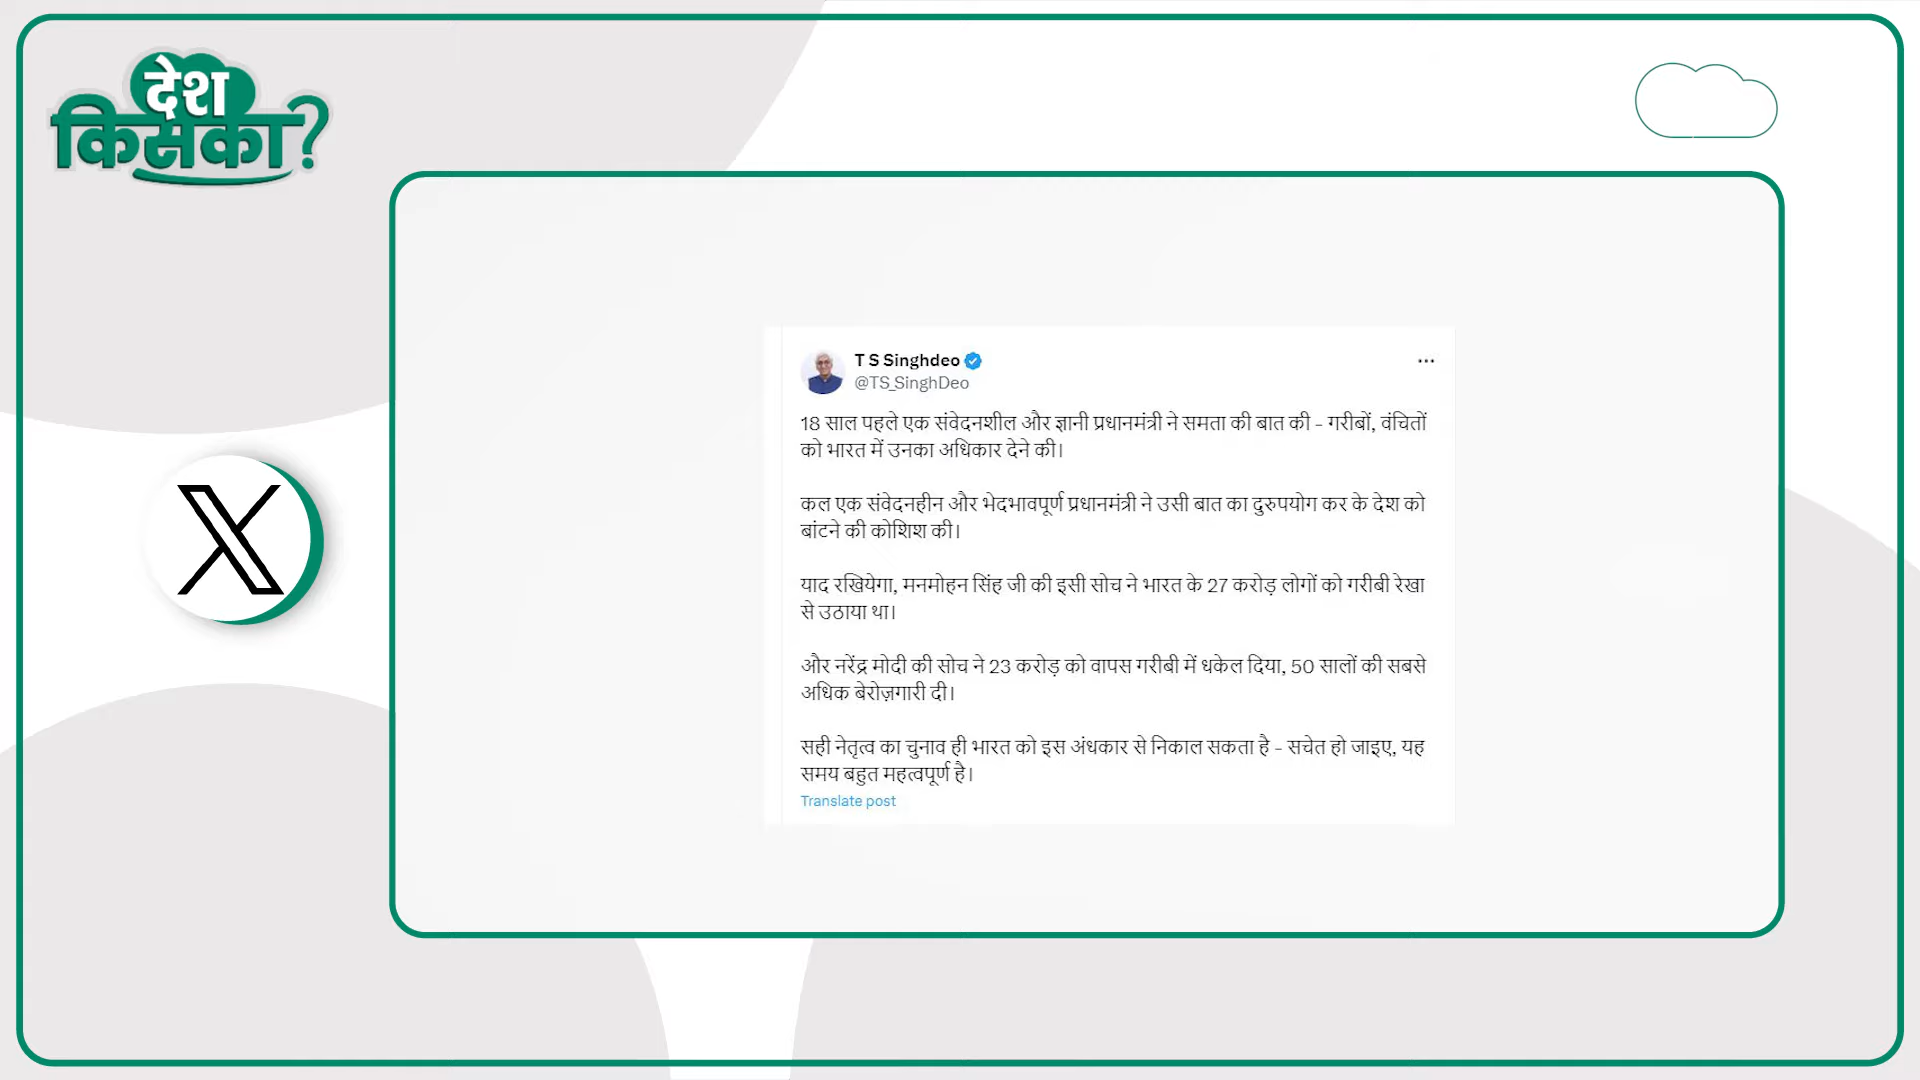 देश
किसका?
T S Singhdeo
@TS_SinghDeo
18 साल पहले एक संवेदनशील और ज्ञानी प्रधानमंत्री ने समता की बात की - गरीबों, वंचितों
को भारत में उनका अधिकार देने की।
कल एक संवेदनहीन और भेदभावपूर्ण प्रधानमंत्री ने उसी बात का दुरुपयोग कर के देश को
बांटने की कोशिश की।
याद रखियेगा, मनमोहन सिंह जी की इसी सोच ने भारत के 27 करोड़ लोगों को गरीबी रेखा
से उठाया था।
और नरेंद्र मोदी की सोच ने 23 करोड़ को वापस गरीबी में धकेल दिया, 50 सालों की सबसे
अधिक बेरोज़गारी दी।
सही नेतृत्व का चुनाव ही भारत को इस अंधकार से निकाल सकता है - सचेत हो जाइए, यह
समय बहुत महत्वपूर्ण है।
Translate post